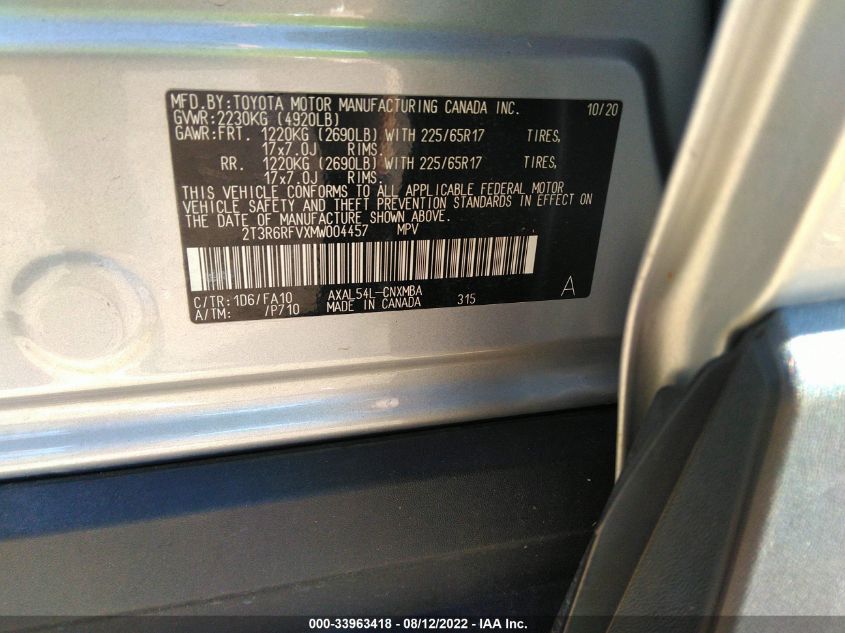 MFD.BY:TOYOTA MOTOR MANUFACTURING CANADA INC. 10/20
GVWR:2230KG (4920LB)
GAWR:FRT. 1220KG (2690LB) WITH 225/65R17 TIRES,
17x7.0J RIMS.
RR. 1220KG (2690LB) WITH 225/65R17 TIRES,
17x7.0J RIMS.
THIS VEHICLE CONFORMS TO ALL APPLICABLE FEDERAL MOTOR
VEHICLE SAFETY AND THEFT PREVENTION STANDARDS IN EFFECT ON
THE DATE OF MANUFACTURE SHOWN ABOVE.
2T3R6RFVXMW004457 MPV
C/TR:1D6/FA10 AXAL54L-CNXMBA 315 A
A/TM: /P710 MADE IN CANADA
000-33963418 - 08/12/2022 - IAA Inc.